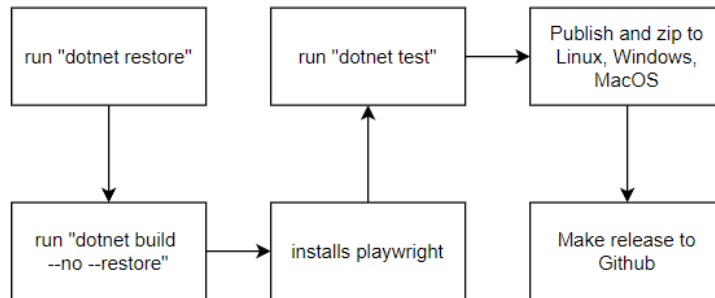 run "dotnet restore"
run "dotnet build
--no --restore"
installs playwright
run "dotnet test"
Publish and zip to
Linux, Windows,
MacOS
Make release to
Github